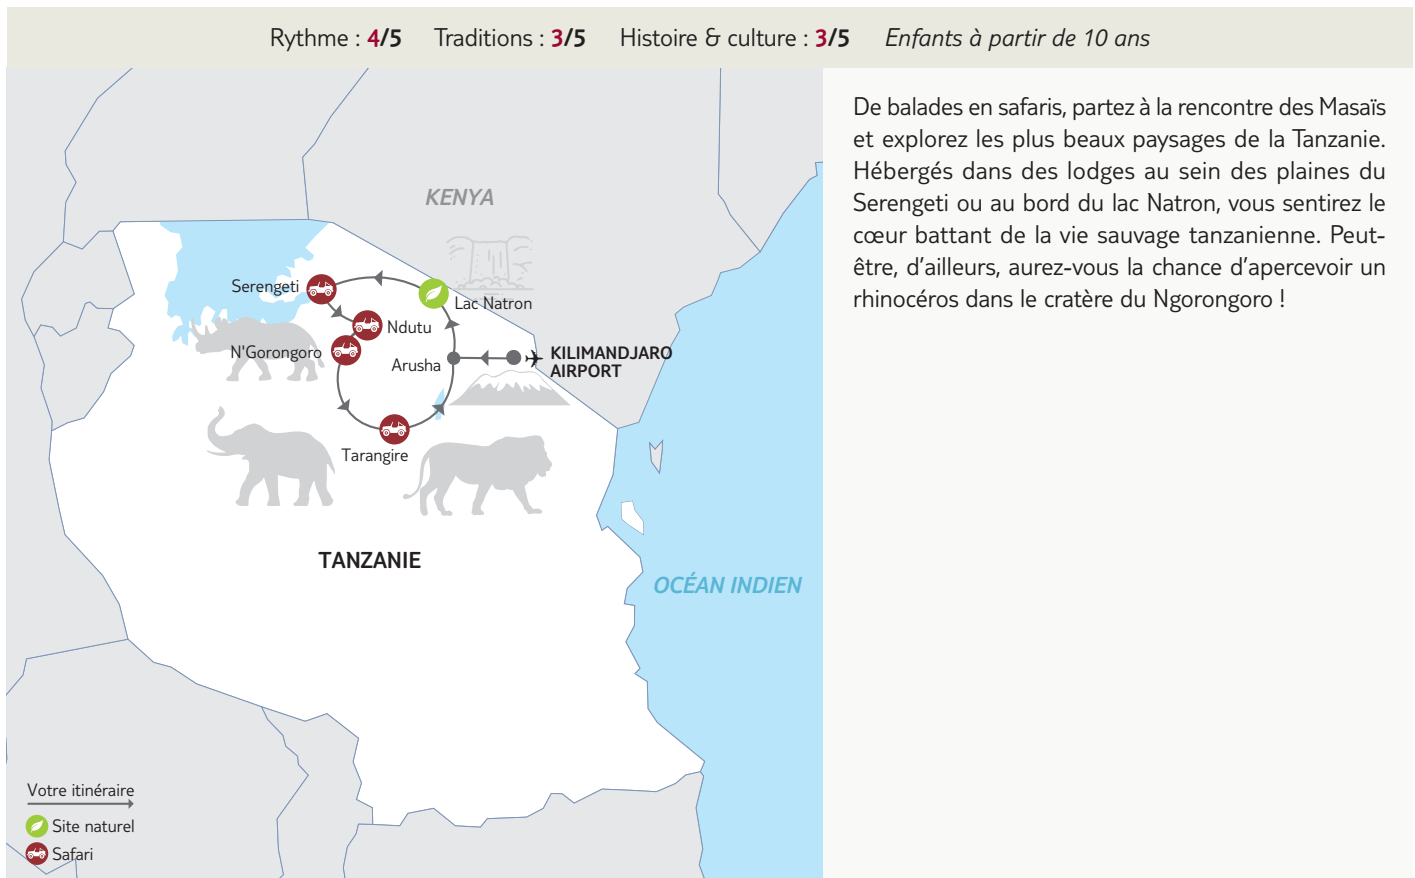 Rythme : 4/5 Traditions : 3/5 Histoire & culture : 3/5 Enfants à partir de 10 ans
De balades en safaris, partez à la rencontre des Masaïs
et explorez les plus beaux paysages de la Tanzanie.
Hébergés dans des lodges au sein des plaines du
Serengeti ou au bord du lac Natron, vous sentirez le
cœur battant de la vie sauvage tanzanienne. Peut-
être, d'ailleurs, aurez-vous la chance d'apercevoir un
rhinocéros dans le cratère du Ngorongoro !
KENYA
Serengeti
Lac Natron
Ndutu
N'Gorongoro
Arusha
KILIMANDJARO
AIRPORT
Tarangire
TANZANIE
OCÉAN INDIEN
Votre itinéraire
Site naturel
Safari